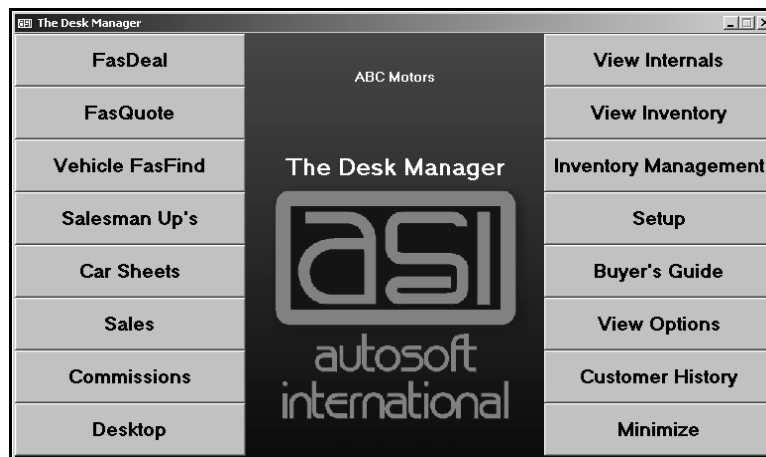 The Desk Manager
FasDeal
FasQuote
Vehicle FasFind
Salesman Up's
Car Sheets
Sales
Commissions
Desktop
ABC Motors
The Desk Manager
asi
autosoft
international
View Internals
View Inventory
Inventory Management
Setup
Buyer's Guide
View Options
Customer History
Minimize